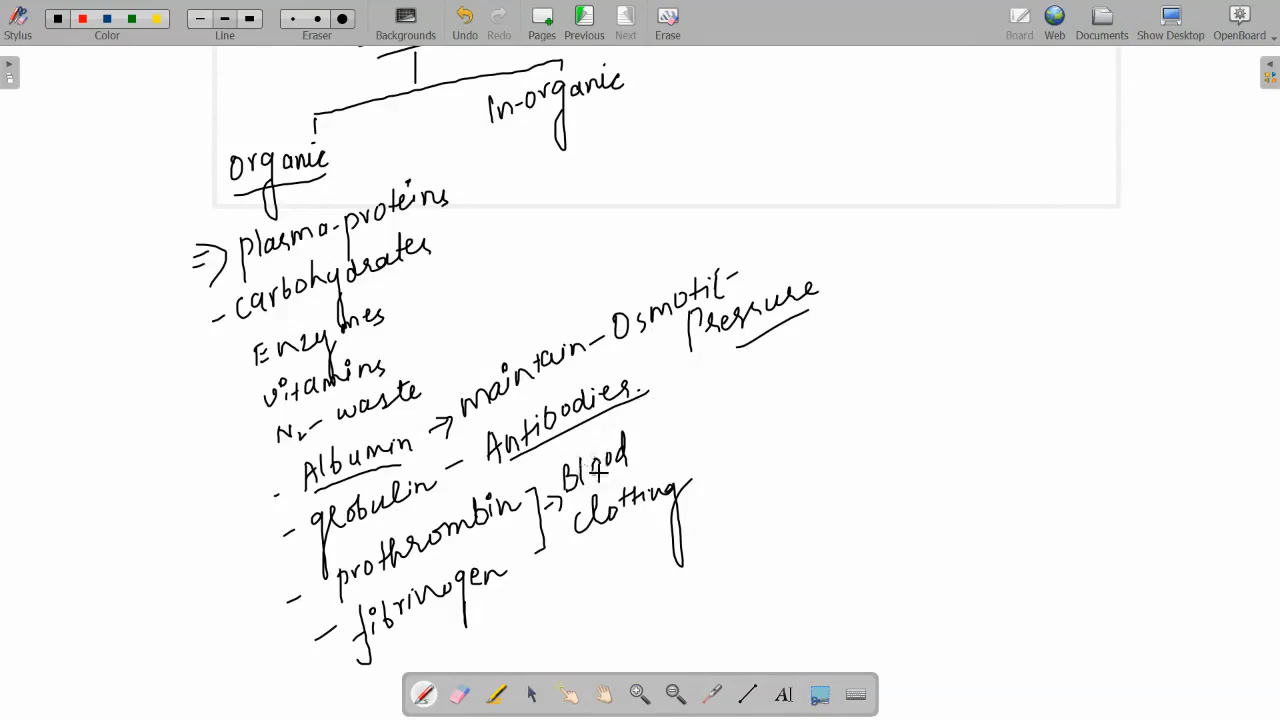 Stylus Color Line Eraser Backgrounds Undo Redo Pages Previous Next Erase Board Web Documents Show Desktop OpenBoard
In-organic
organic
=> plasma-proteins
- carbohydrates
Enzymes
vitamins
N2 - waste
- Albumin → maintain - Osmotic -
Pressure
- globulin - Antibodies.
- prothrombin ] → Blood
clotting
- fibrinogen
AI